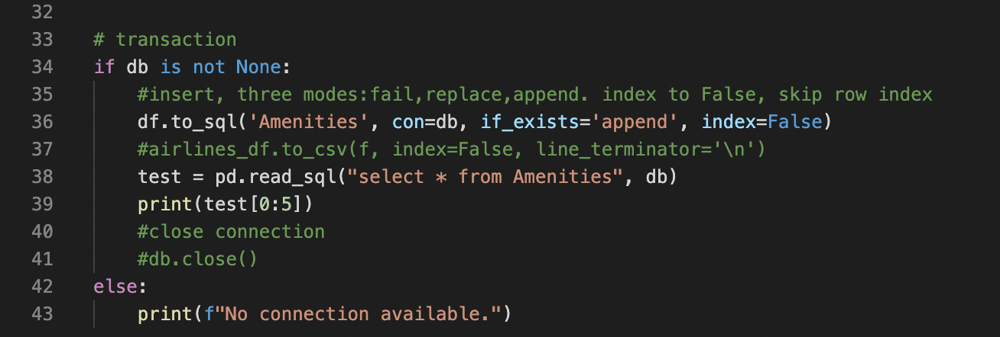 32
33 # transaction
34 if db is not None:
35 #insert, three modes:fail,replace,append. index to False, skip row index
36 df.to_sql('Amenities', con=db, if_exists='append', index=False)
37 #airlines_df.to_csv(f, index=False, line_terminator='\n')
38 test = pd.read_sql("select * from Amenities", db)
39 print(test[0:5])
40 #close connection
41 #db.close()
42 else:
43 print(f"No connection available.")